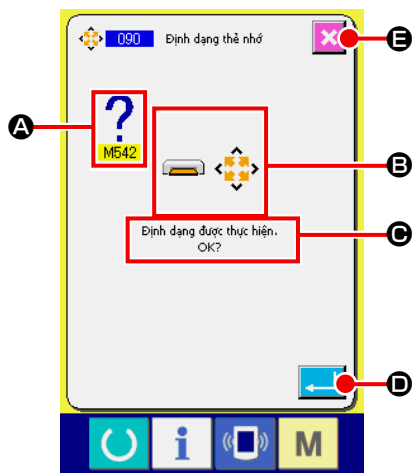 090 Định dạng thẻ nhớ
E
A
?
M542
B
Định dạng được thực hiện.
OK?
C
D
i
M